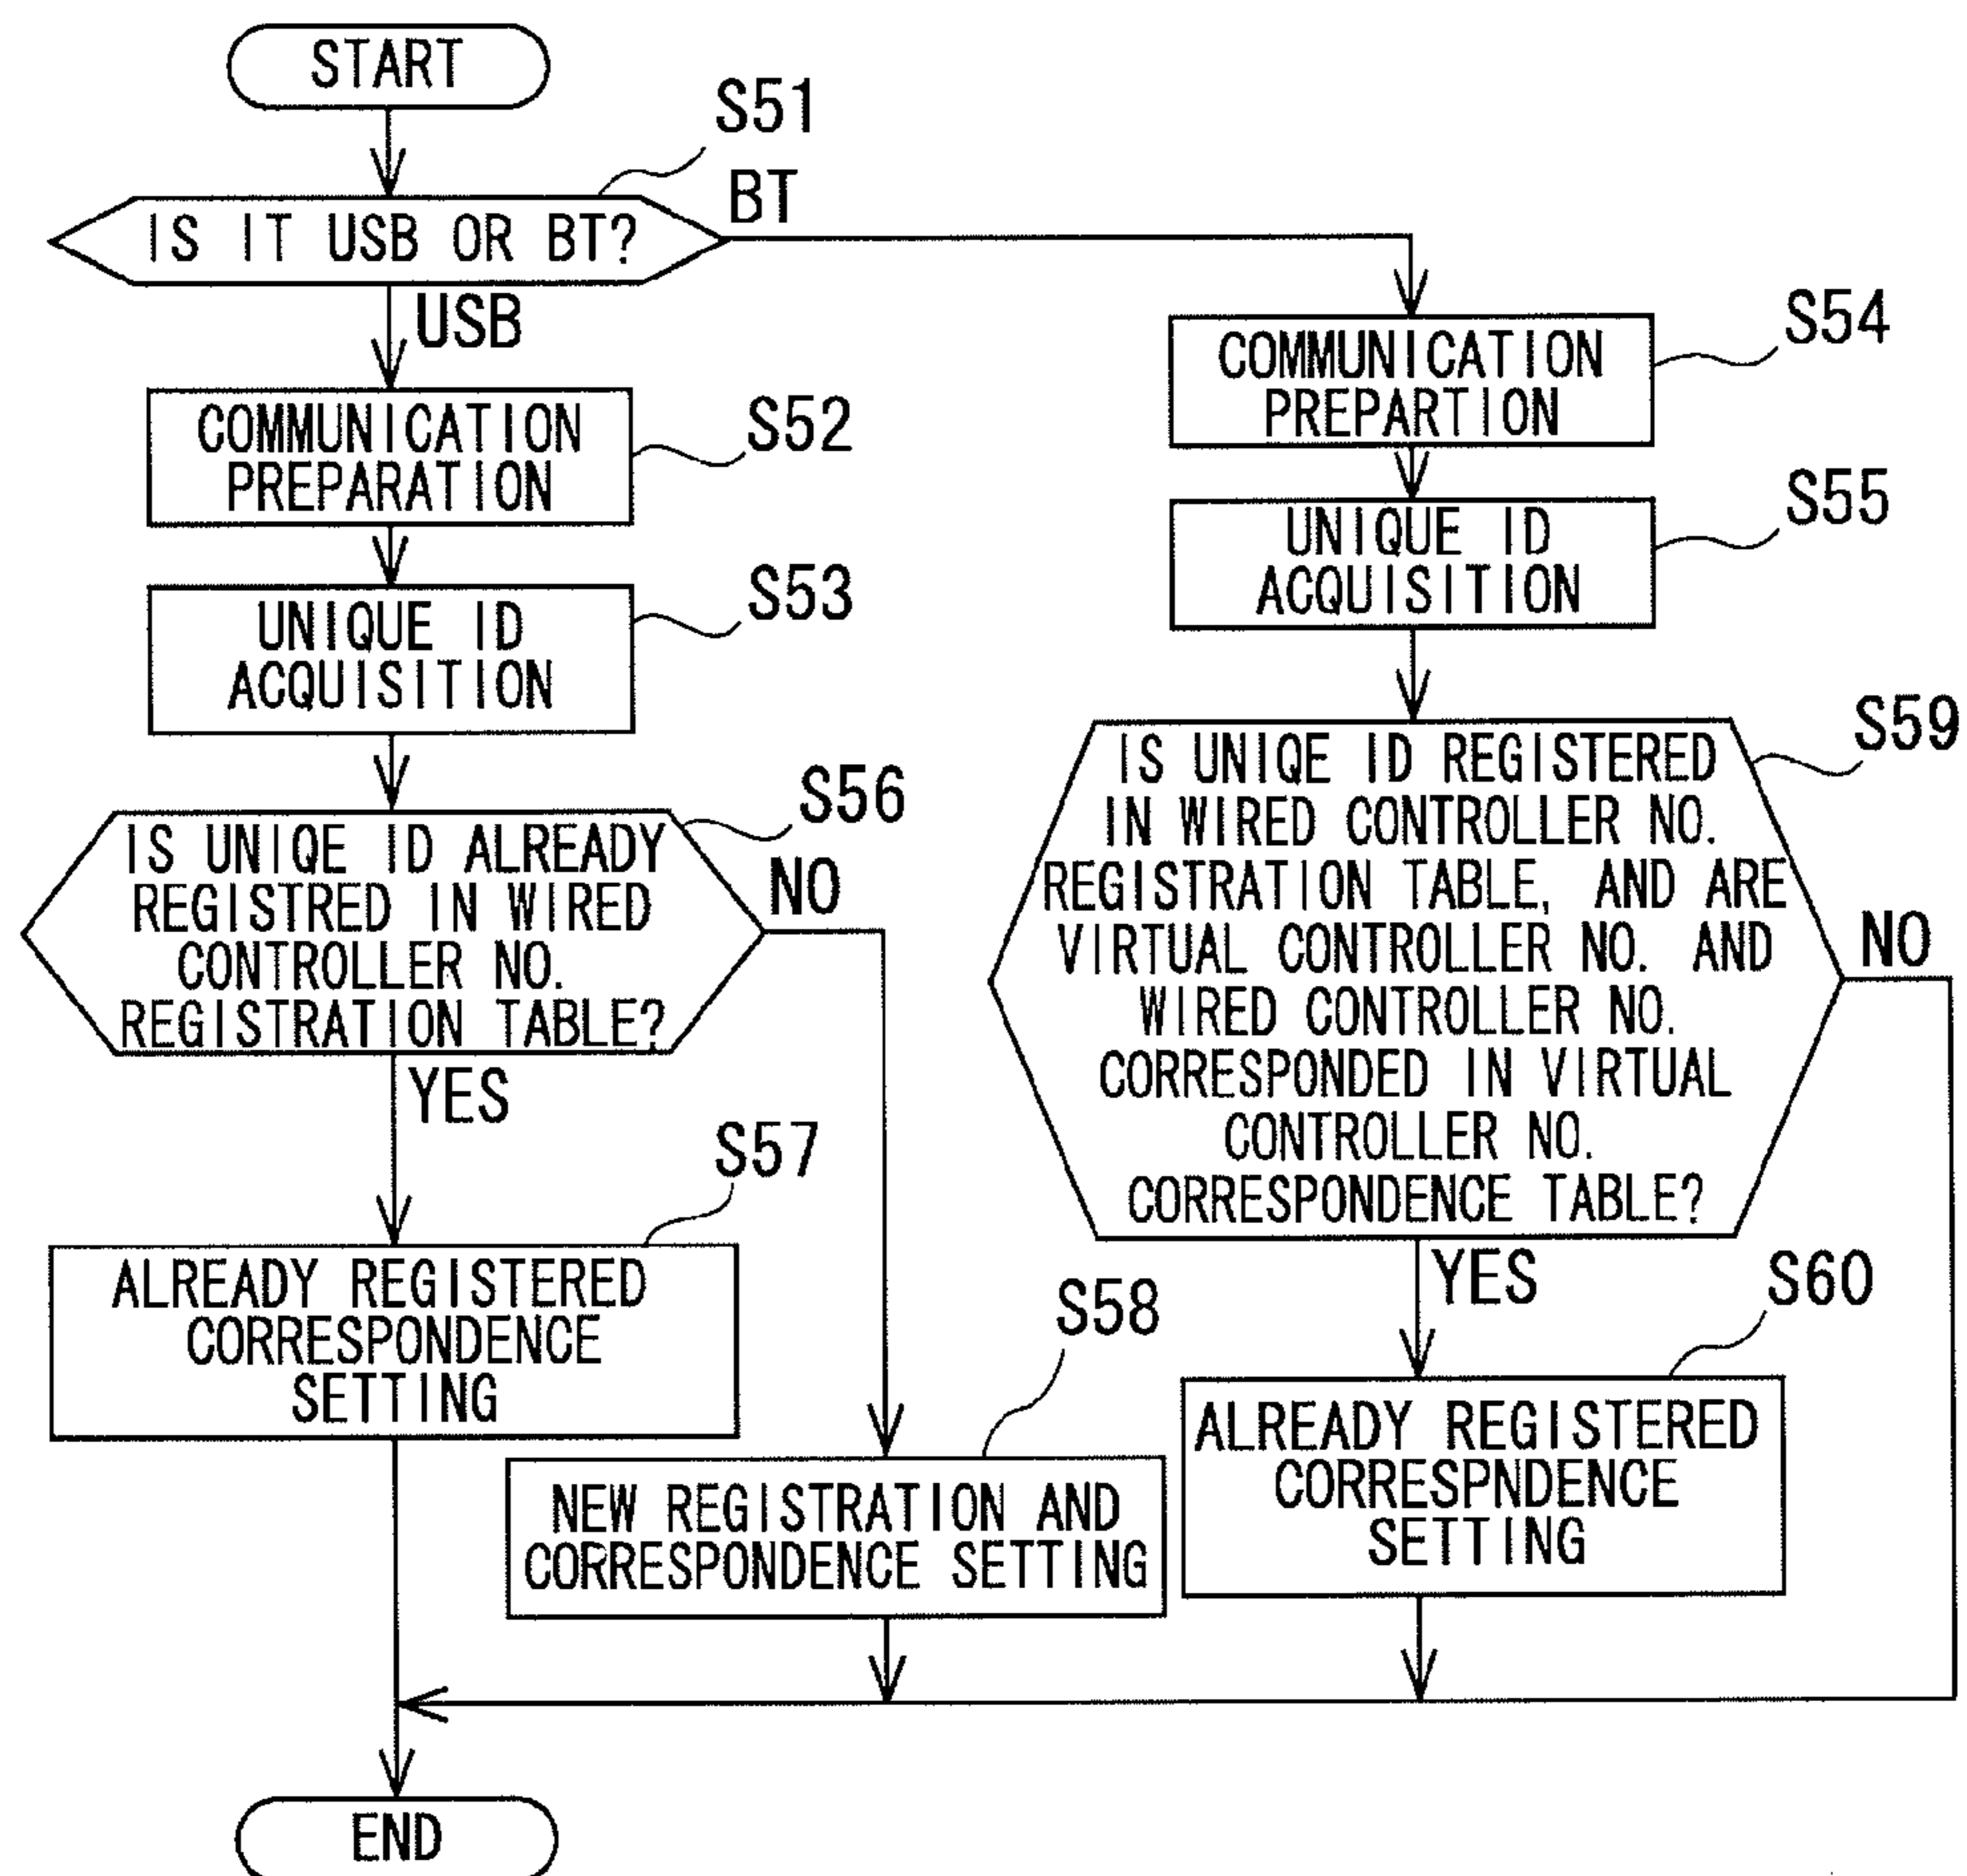 START
S51
IS IT USB OR BT?
BT
USB
COMMUNICATION
PREPARATION
S52
UNIQUE ID
ACQUISITION
S53
COMMUNICATION
PREPARTION
S54
UNIQUE ID
ACQUISITION
S55
IS UNIQE ID ALREADY
REGISTRED IN WIRED
CONTROLLER NO.
REGISTRATION TABLE?
S56
NO
YES
IS UNIQE ID REGISTERED
IN WIRED CONTROLLER NO.
REGISTRATION TABLE, AND ARE
VIRTUAL CONTROLLER NO. AND
WIRED CONTROLLER NO.
CORRESPONDED IN VIRTUAL
CONTROLLER NO.
CORRESPONDENCE TABLE?
S59
NO
YES
S57
ALREADY REGISTERED
CORRESPONDENCE
SETTING
S58
NEW REGISTRATION AND
CORRESPONDENCE SETTING
S60
ALREADY REGISTERED
CORRESPNDENCE
SETTING
END